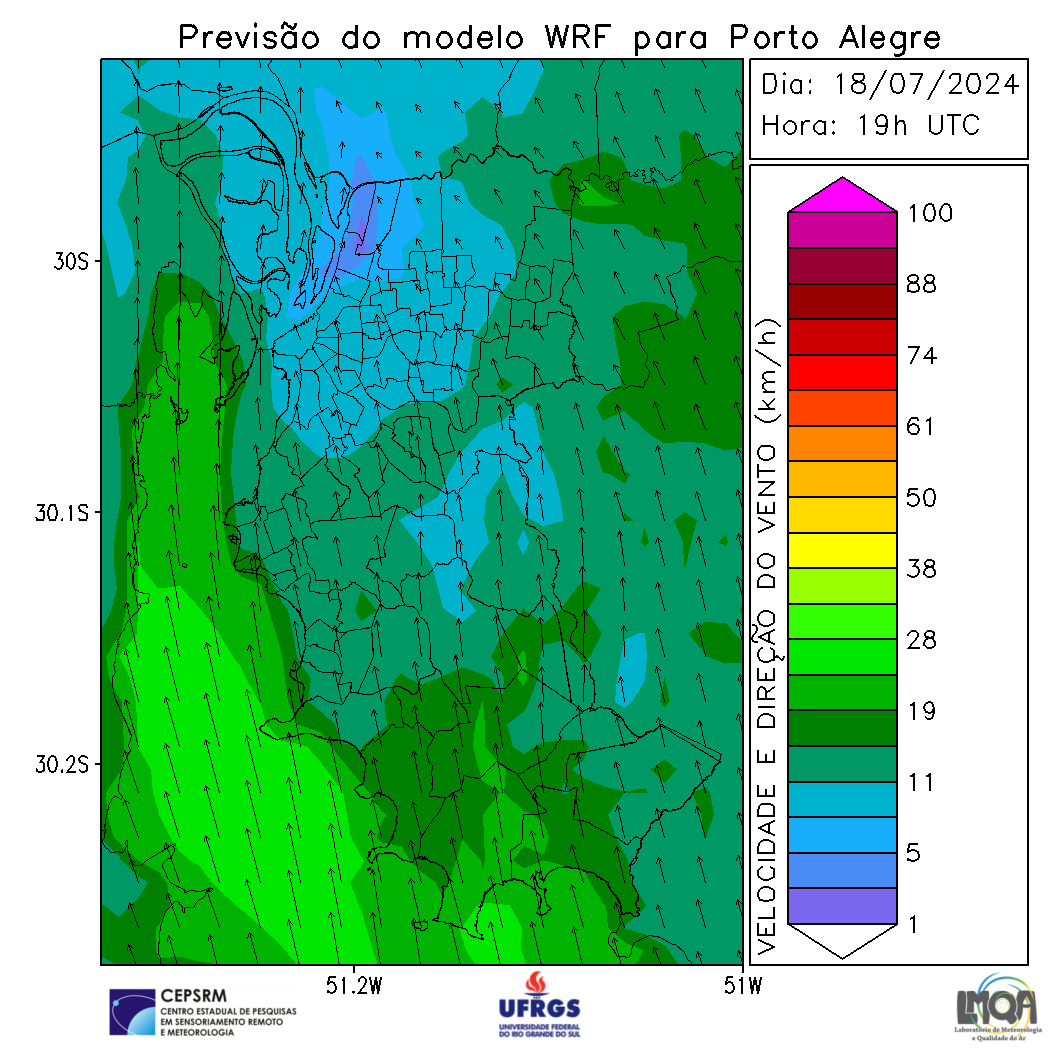 Previsão do modelo WRF para Porto Alegre
Dia: 18/07/2024
Hora: 19h UTC
30S
30.1S
30.2S
51.2W
51W
VELOCIDADE E DIREÇÃO DO VENTO (km/h)
100
88
74
61
50
38
28
19
11
5
1
CEPSRM
CENTRO ESTADUAL DE PESQUISAS
EM SENSORIAMENTO REMOTO
E METEOROLOGIA
UFRGS
UNIVERSIDADE FEDERAL
DO RIO GRANDE DO SUL
LMQA
Laboratório de Meteorologia
e Qualidade do Ar